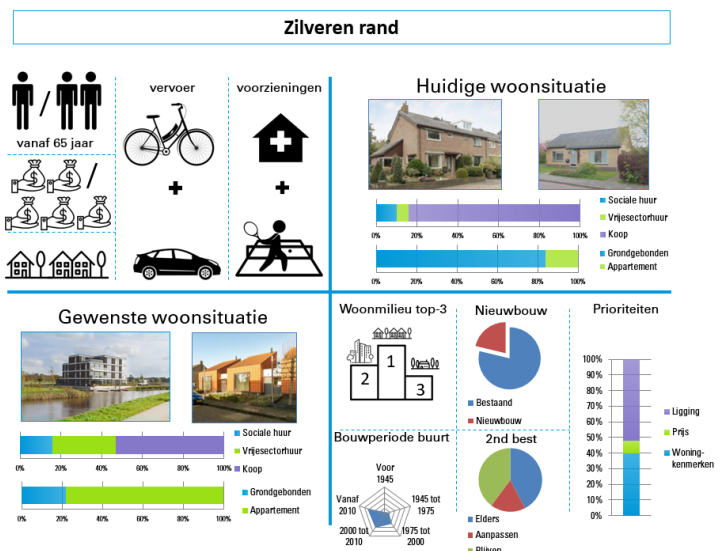 Zilveren rand
vanaf 65 jaar
vervoer
voorzieningen
Huidige woonsituatie
Sociale huur
Vrijesectorhuur
Koop
0% 20% 40% 60% 80% 100%
Grondgebonden
Appartement
0% 20% 40% 60% 80% 100%
Gewenste woonsituatie
Sociale huur
Vrijesectorhuur
Koop
0% 20% 40% 60% 80% 100%
Grondgebonden
Appartement
0% 20% 40% 60% 80% 100%
Woonmilieu top-3
1
2
3
Nieuwbouw
Bestaand
Nieuwbouw
Bouwperiode buurt
Voor
1945
1945 tot
1975
1975 tot
2000
2000 tot
2010
Vanaf
2010
2nd best
Elders
Aanpassen
Blijven
Prioriteiten
100%
90%
80%
70%
60%
50%
40%
30%
20%
10%
0%
Ligging
Prijs
Woning-
kenmerken